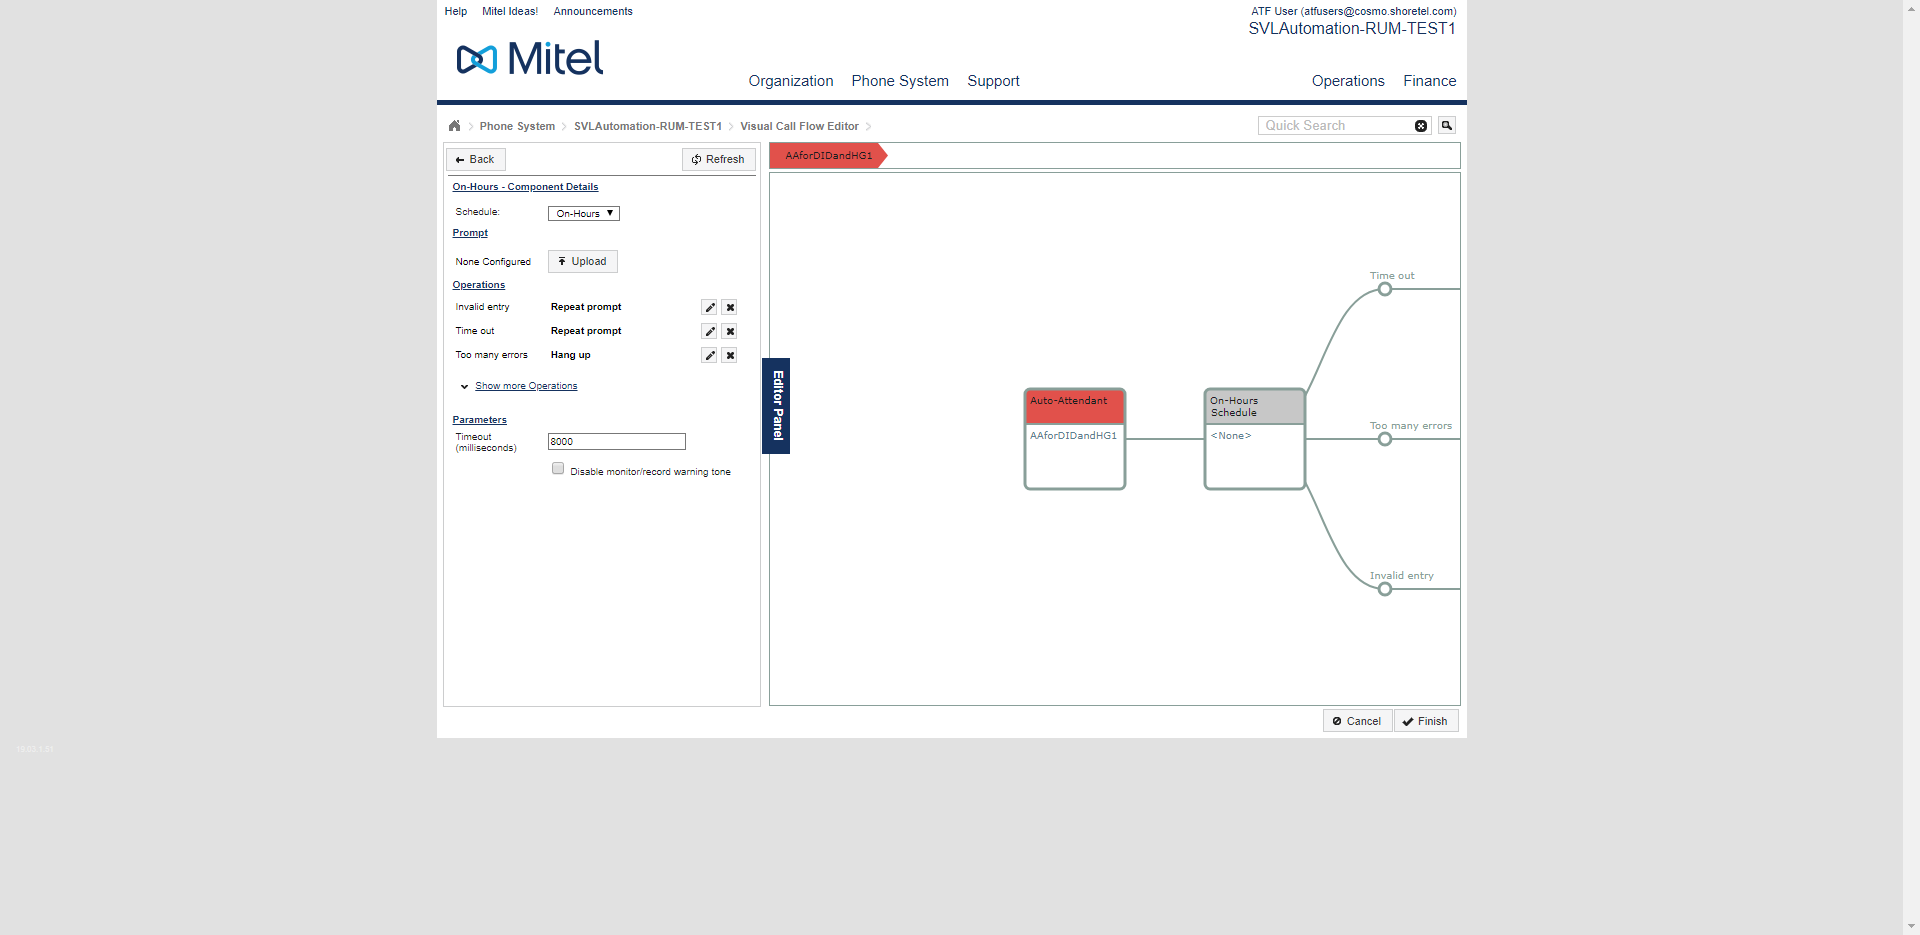 Help Mitel Ideas! Announcements
ATF User (atfusers@cosmo.shoretel.com)
SVLAutomation-RUM-TEST1
Mitel
Organization Phone System Support Operations Finance
Phone System SVLAutomation-RUM-TEST1 Visual Call Flow Editor
Quick Search
Back Refresh
AAforDIDandHG1
On-Hours - Component Details
Schedule: On-Hours
Prompt
None Configured Upload
Operations
Invalid entry Repeat prompt
Time out Repeat prompt
Too many errors Hang up
Show more Operations
Parameters
Timeout
(milliseconds)
8000
Disable monitor/record warning tone
Editor Panel
Auto-Attendant
AAforDIDandHG1
On-Hours
Schedule
<None>
Time out
Too many errors
Invalid entry
Cancel Finish